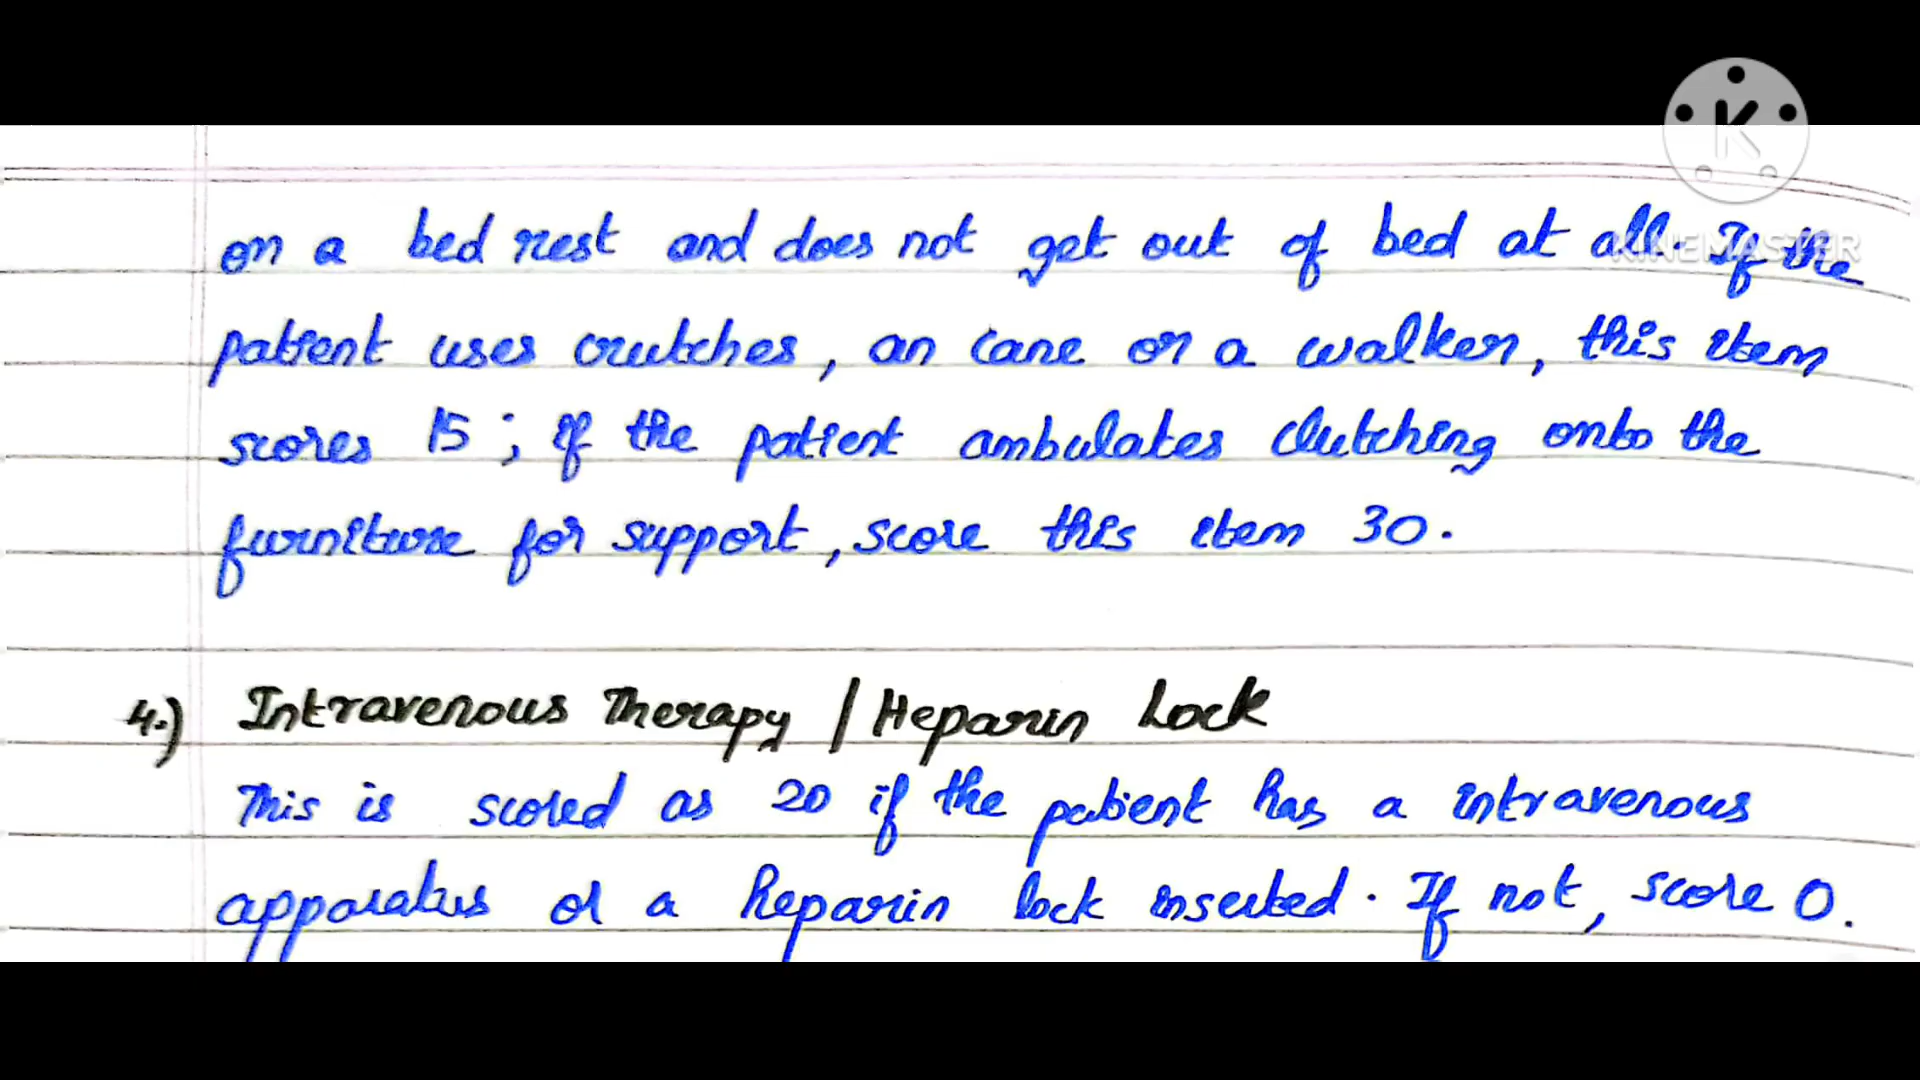 KINEMASTER
on a bed rest and does not get out of bed at all. If the
patient uses crutches, an cane or a walker, this item
scores 15 ; if the patient ambulates clutching onto the
furniture for support, score this item 30.
4.) Intravenous Therapy / Heparin Lock
This is scored as 20 if the patient has a intravenous
apparatus or a heparin lock inserted. If not, score 0.